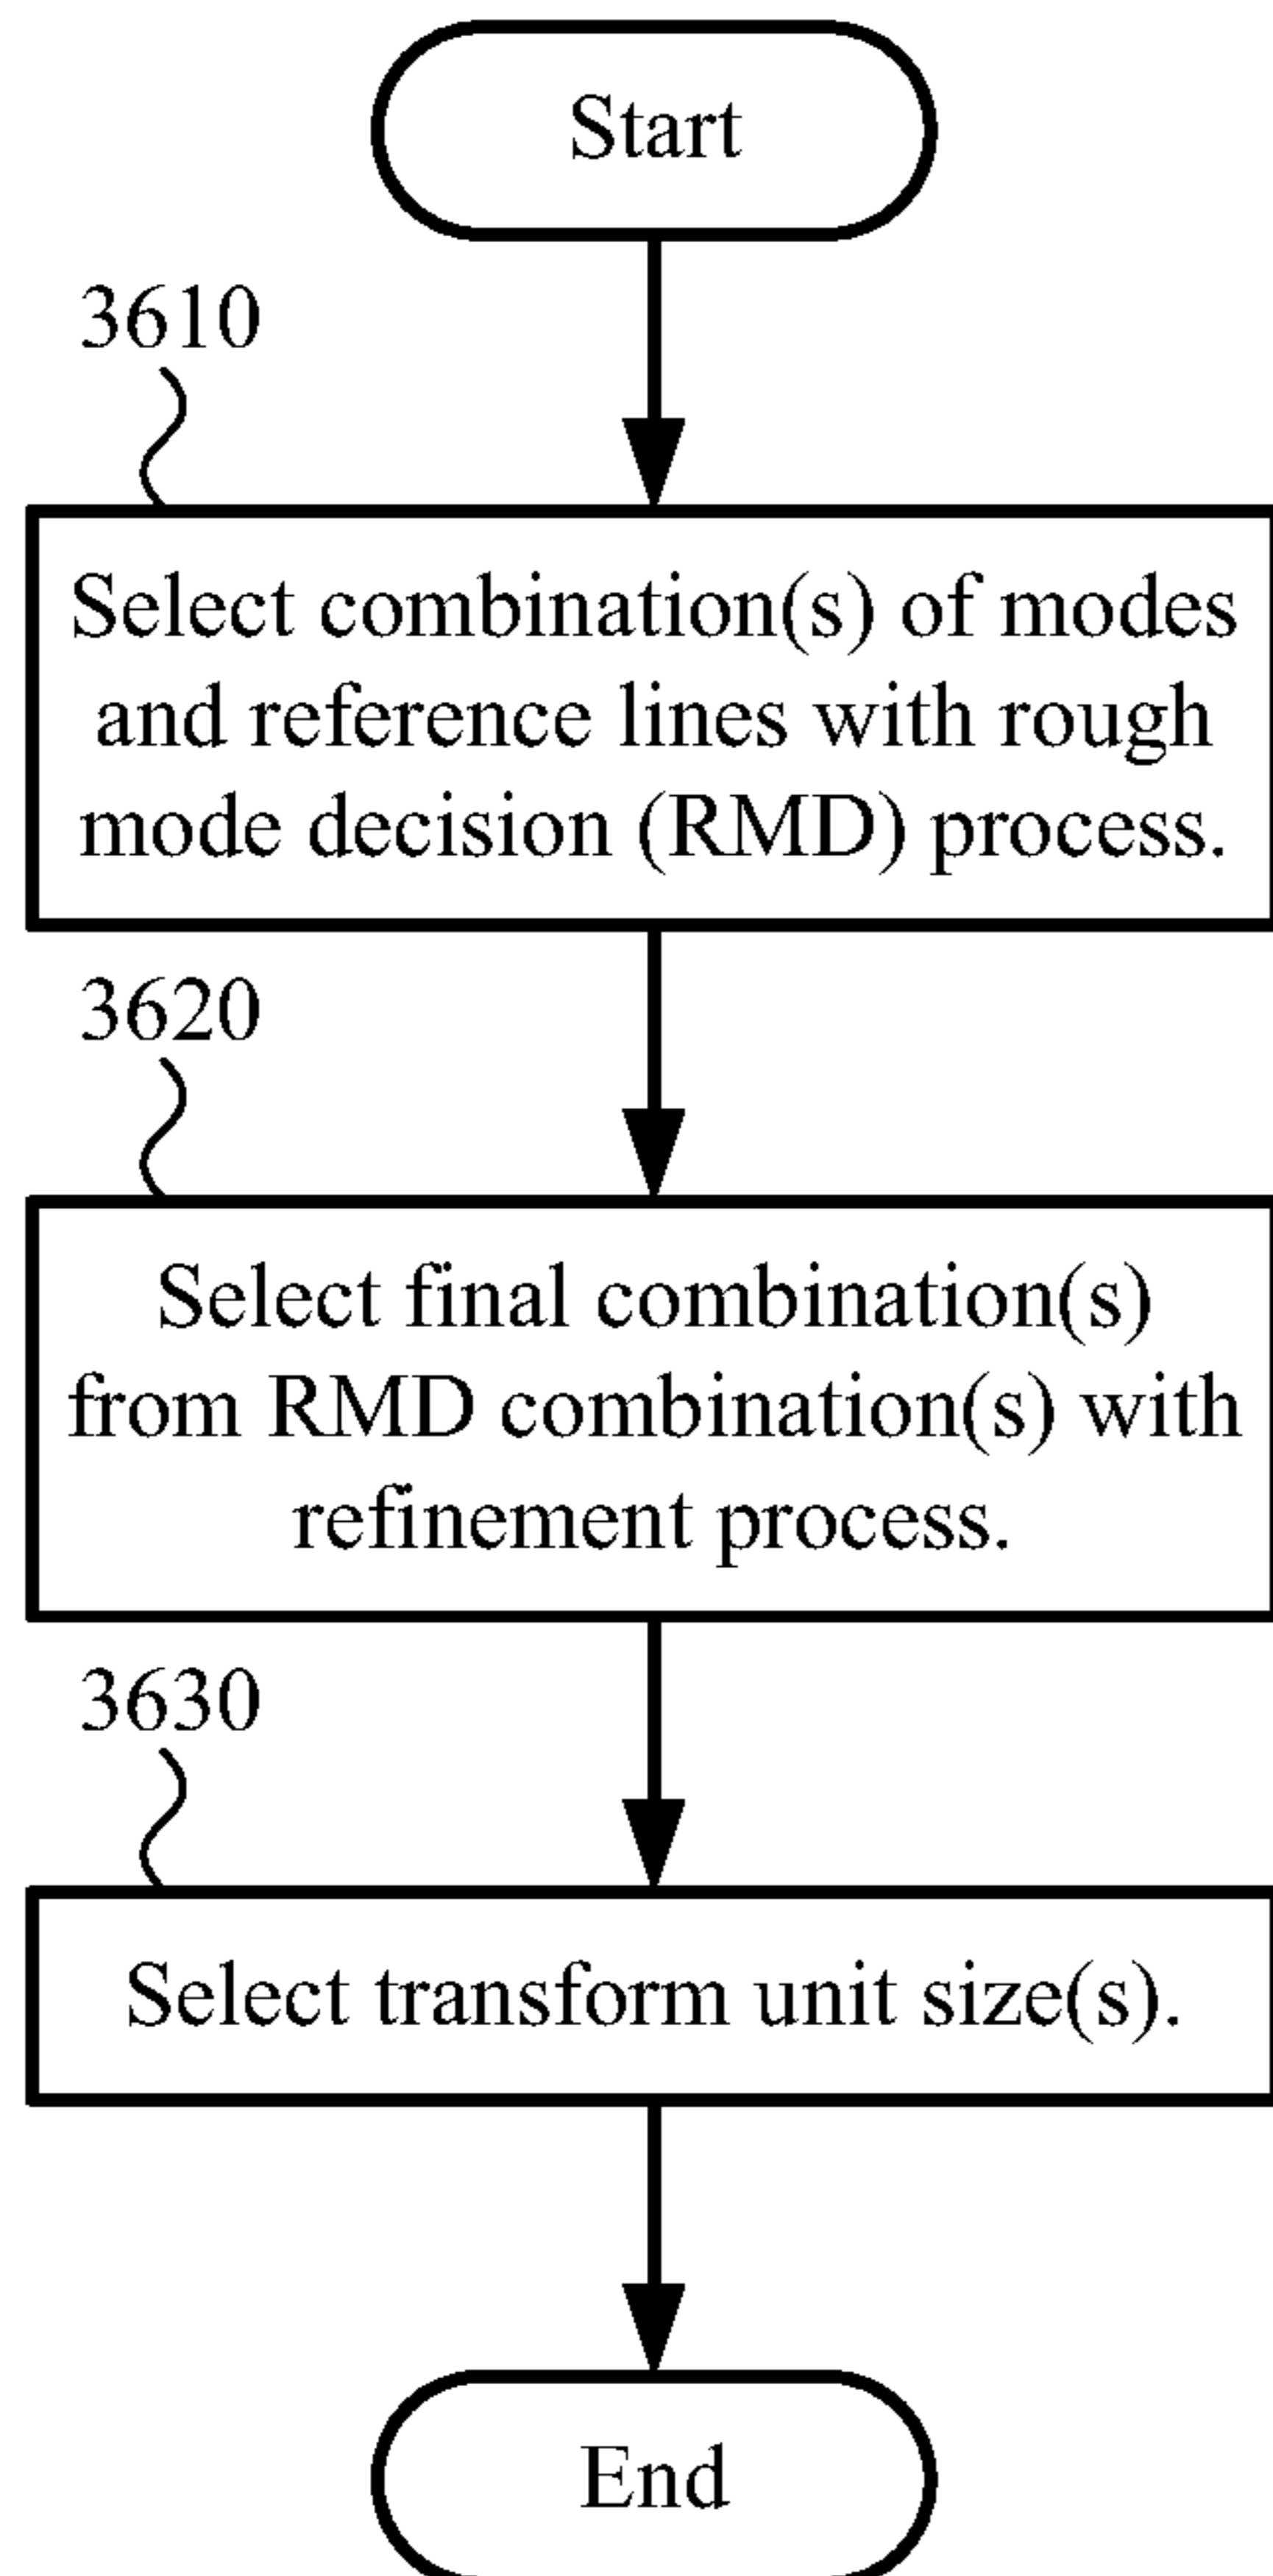 Start
3610
Select combination(s) of modes
and reference lines with rough
mode decision (RMD) process.
3620
Select final combination(s)
from RMD combination(s) with
refinement process.
3630
Select transform unit size(s).
End